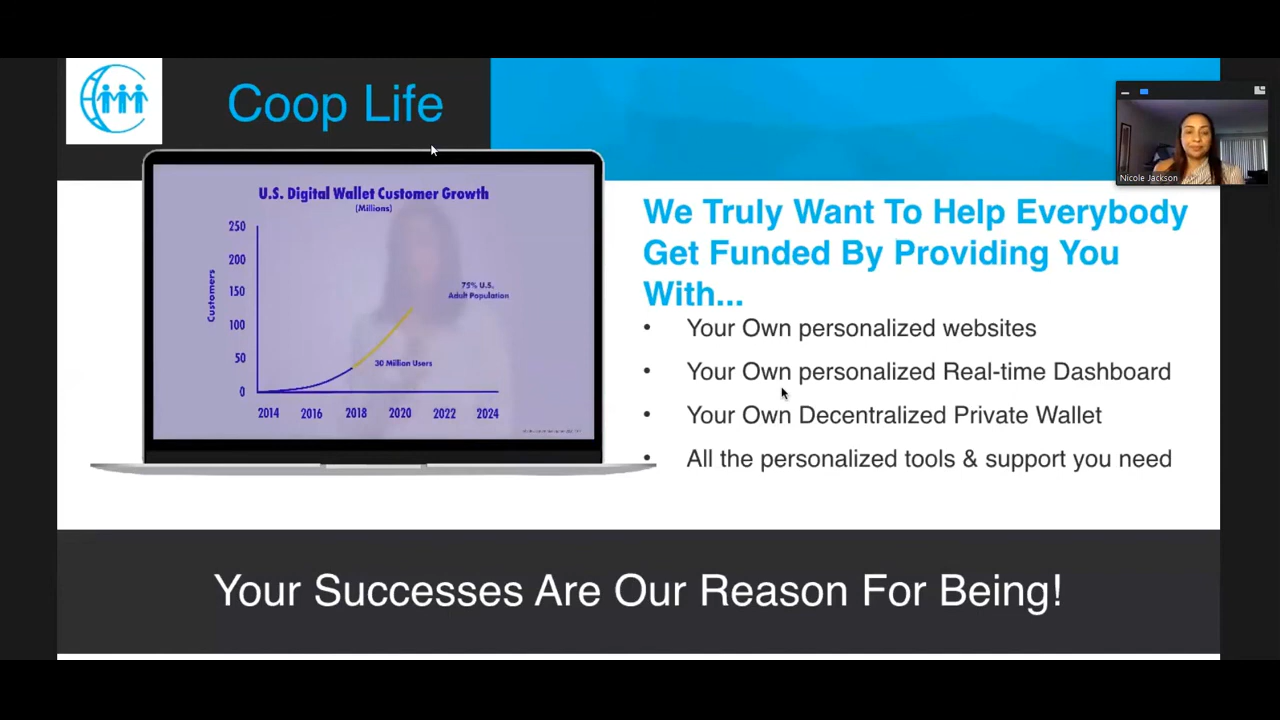 Coop Life
Nicole Jackson
U.S. Digital Wallet Customer Growth
(Millions)
250
200
150
100
50
0
Customers
75% U.S.
Adult Population
30 Million Users
2014 2016 2018 2020 2022 2024
We Truly Want To Help Everybody
Get Funded By Providing You
With...
• Your Own personalized websites
• Your Own personalized Real-time Dashboard
• Your Own Decentralized Private Wallet
• All the personalized tools & support you need
Your Successes Are Our Reason For Being!